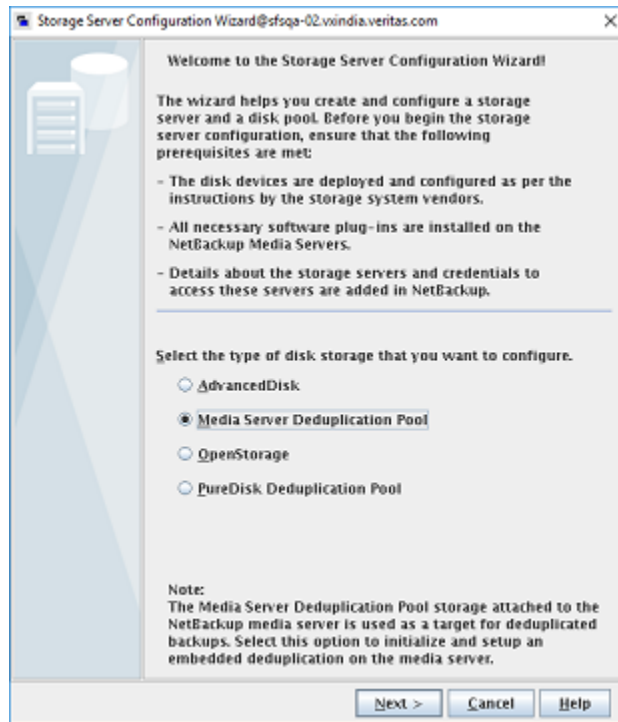 Storage Server Configuration Wizard@sfsqa-02.vxindia.veritas.com
Welcome to the Storage Server Configuration Wizard!
The wizard helps you create and configure a storage
server and a disk pool. Before you begin the storage
server configuration, ensure that the following
prerequisites are met:
- The disk devices are deployed and configured as per the
instructions by the storage system vendors.
- All necessary software plug-ins are installed on the
NetBackup Media Servers.
- Details about the storage servers and credentials to
access these servers are added in NetBackup.
Select the type of disk storage that you want to configure.
AdvancedDisk
Media Server Deduplication Pool
OpenStorage
PureDisk Deduplication Pool
Note:
The Media Server Deduplication Pool storage attached to the
NetBackup media server is used as a target for deduplicated
backups. Select this option to initialize and setup an
embedded deduplication on the media server.
Next > Cancel Help